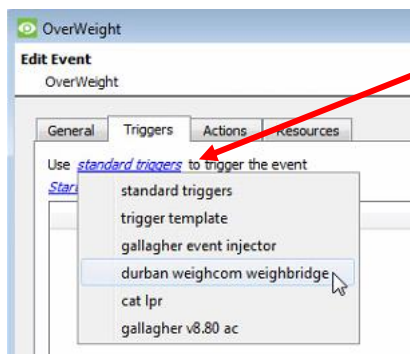 OverWeight
Edit Event
OverWeight
General Triggers Actions Resources
Use standard triggers to trigger the event
Star
standard triggers
trigger template
gallagher event injector
durban weighcom weighbridge
cat lpr
gallagher v8.80 ac